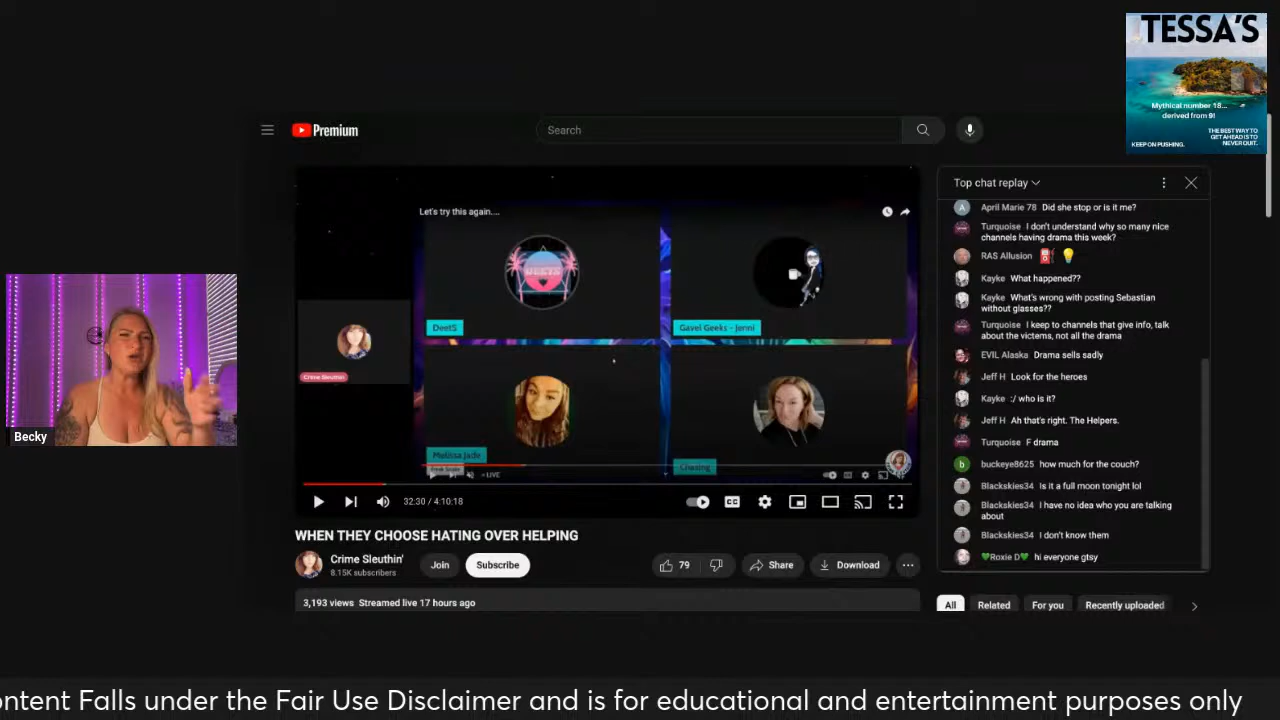 TESSA'S
Mythical number 18...
derived from 9!
THE BEST WAY TO
GET AHEAD IS TO
NEVER QUIT.
KEEP ON PUSHING.
Premium
Search
Let's try this again....
DeetS
Gavel Geeks - Jenni
Crime Sleuthin'
Melissa Jade
Chasing
LIVE
32:30 / 4:10:18
CC
WHEN THEY CHOOSE HATING OVER HELPING
Crime Sleuthin'
8.15K subscribers
Join
Subscribe
79
Share
Download
3,193 views Streamed live 17 hours ago
Top chat replay
A April Marie 78 Did she stop or is it me?
Turquoise I don't understand why so many nice
channels having drama this week?
RAS Allusion
Kayke What happened??
Kayke What's wrong with posting Sebastian
without glasses??
Turquoise I keep to channels that give info, talk
about the victims, not all the drama
EVIL Alaska Drama sells sadly
Jeff H Look for the heroes
Kayke :/ who is it?
Jeff H Ah that's right. The Helpers.
Turquoise F drama
b buckeye8625 how much for the couch?
Blackskies34 Is it a full moon tonight lol
Blackskies34 I have no idea who you are talking
about
Blackskies34 I don't know them
💚Roxie D💚 hi everyone gtsy
All
Related
For you
Recently uploaded
Becky
ontent Falls under the Fair Use Disclaimer and is for educational and entertainment purposes only